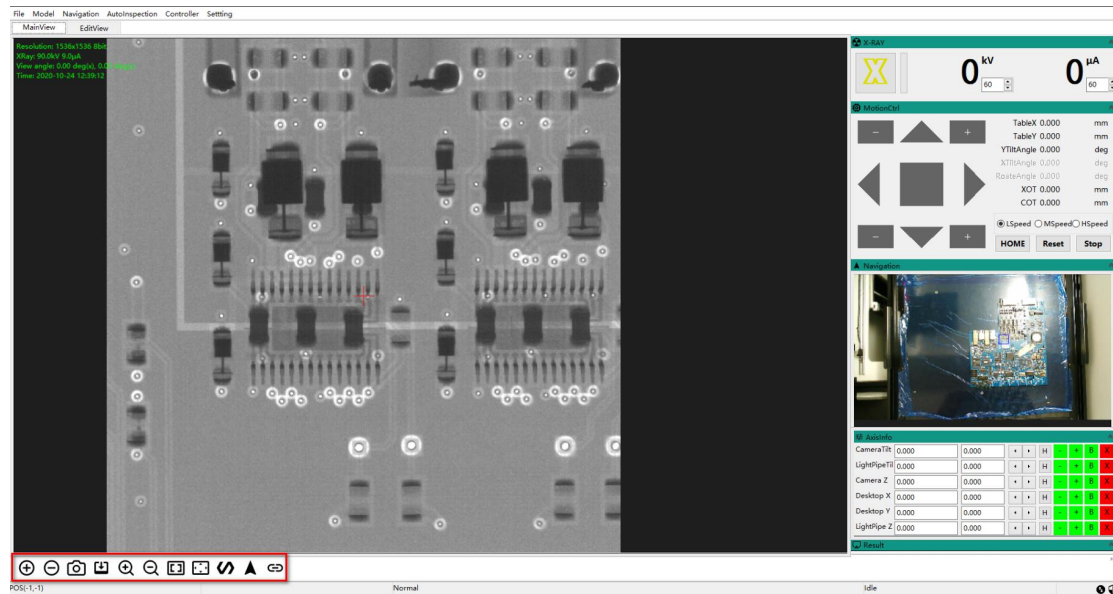 File Model Navigation AutoInspection Controller Settting
MainView EditView
Resolution: 1536x1536 8bit
XRay: 90.0kV 9.0μA
View angle: 0.00 deg(s), 0.0
Time: 2020-10-24 12:39:12
X-RAY
0 kV 60 0 μA 60
MotionCtrl
TableX 0.000 mm
TableY 0.000 mm
YTiltAngle 0.000 deg
XTiltAngle 0.000 deg
RoateAngle 0.000 deg
XOT 0.000 mm
COT 0.000 mm
LSpeed MSpeed HSpeed
HOME Reset Stop
Navigation
AxisInfo
CameraTilt 0.000 0.000 H - + B X
LightPipeTil 0.000 0.000 H - + B X
Camera Z 0.000 0.000 H - + B X
Desktop X 0.000 0.000 H - + B X
Desktop Y 0.000 0.000 H - + B X
LightPipe Z 0.000 0.000 H - + B X
Result
POS(-1,-1) Normal Idle